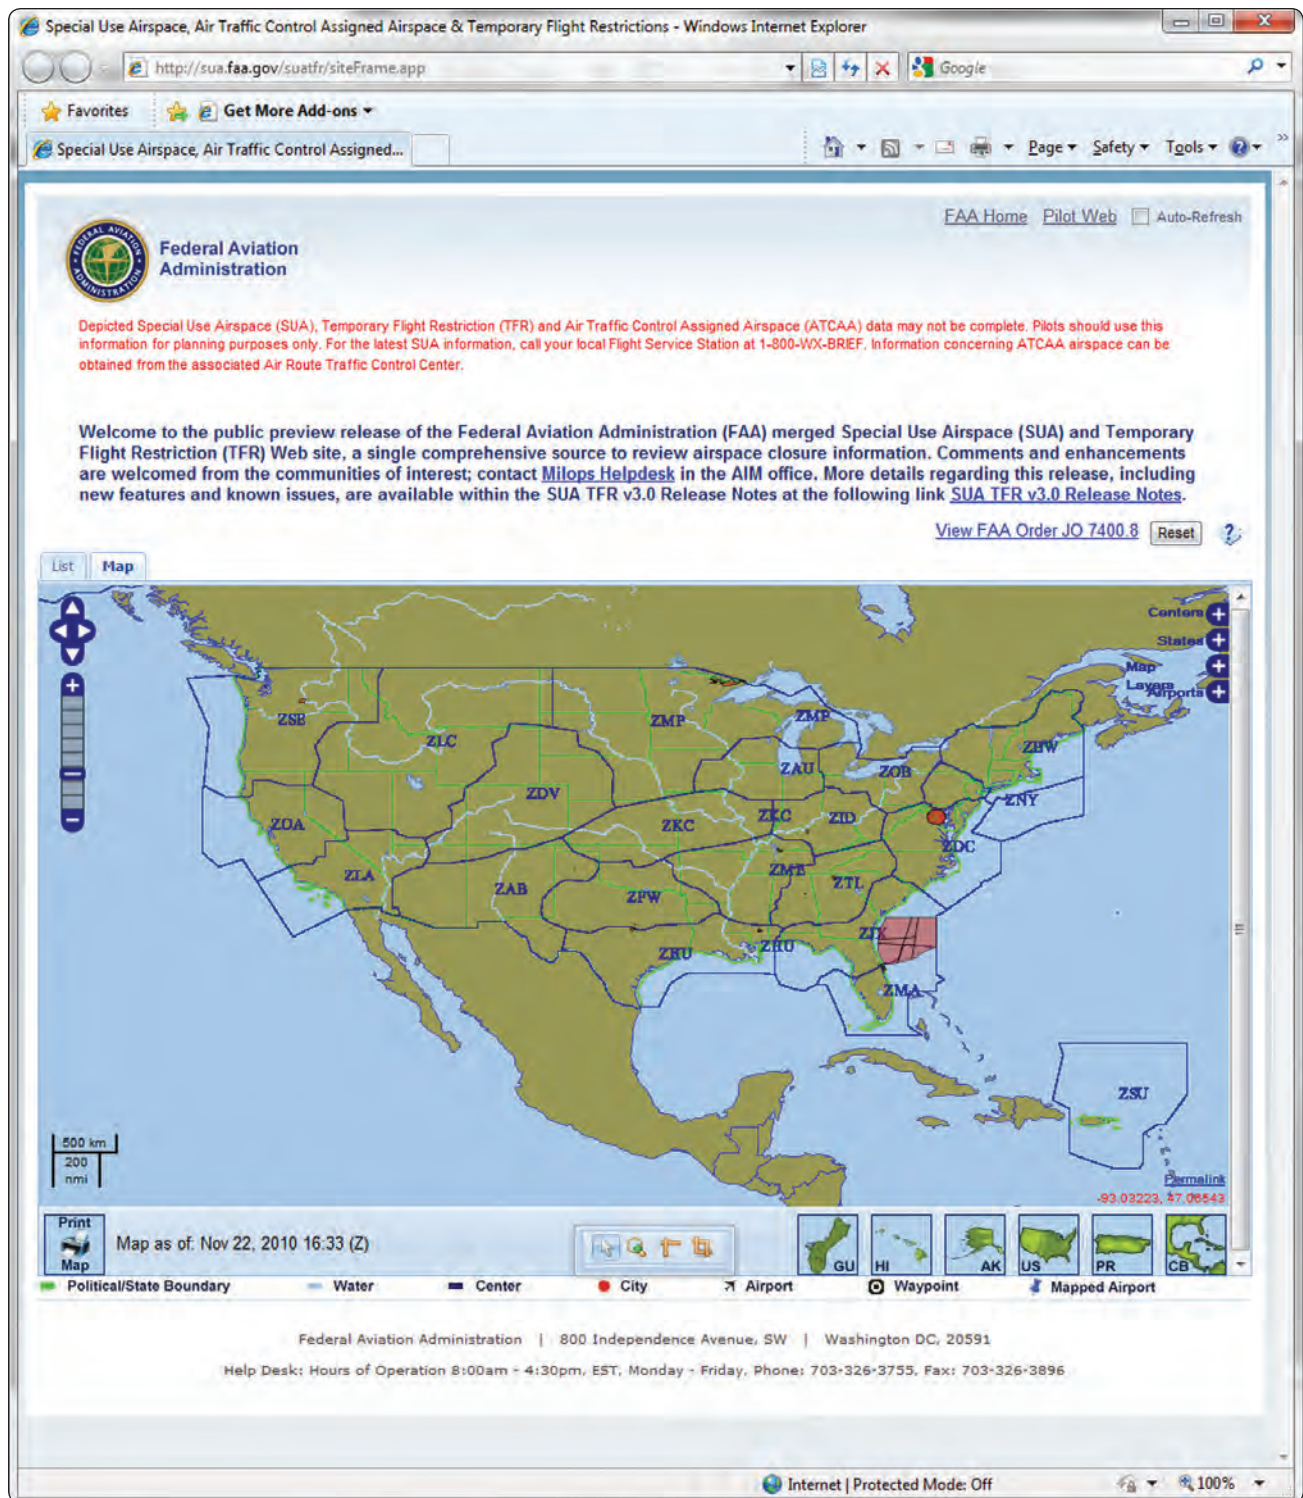 Special Use Airspace, Air Traffic Control Assigned Airspace & Temporary Flight Restrictions - Windows Internet Explorer
http://sua.faa.gov/suatfr/siteFrame.app
Google
Favorites
Get More Add-ons
Special Use Airspace, Air Traffic Control Assigned...
Page Safety Tools
FAA Home Pilot Web Auto-Refresh
FEDERAL AVIATION ADMINISTRATION
Federal Aviation
Administration
Depicted Special Use Airspace (SUA), Temporary Flight Restriction (TFR) and Air Traffic Control Assigned Airspace (ATCAA) data may not be complete. Pilots should use this
information for planning purposes only. For the latest SUA information, call your local Flight Service Station at 1-800-WX-BRIEF. Information concerning ATCAA airspace can be
obtained from the associated Air Route Traffic Control Center.
Welcome to the public preview release of the Federal Aviation Administration (FAA) merged Special Use Airspace (SUA) and Temporary
Flight Restriction (TFR) Web site, a single comprehensive source to review airspace closure information. Comments and enhancements
are welcomed from the communities of interest; contact Milops Helpdesk in the AIM office. More details regarding this release, including
new features and known issues, are available within the SUA TFR v3.0 Release Notes at the following link SUA TFR v3.0 Release Notes.
View FAA Order JO 7400.8 Reset
List Map
Centers
States
Map
Layers
Airports
ZSE
ZLC
ZMP
ZMP
ZBW
ZAU
ZOB
ZDV
ZNY
ZOA
ZKC
ZKC
ZID
ZDC
ZLA
ZAB
ZFW
ZME
ZTL
ZJX
ZHU
ZHU
ZMA
ZSU
500 km
200
nmi
Permalink
-93.03223, 47.06543
Print
Map
Map as of: Nov 22, 2010 16:33 (Z)
GU HI AK US PR CB
Political/State Boundary Water Center City Airport Waypoint Mapped Airport
Federal Aviation Administration | 800 Independence Avenue, SW | Washington DC, 20591
Help Desk: Hours of Operation 8:00am - 4:30pm, EST, Monday - Friday, Phone: 703-326-3755, Fax: 703-326-3896
Internet | Protected Mode: Off
100%